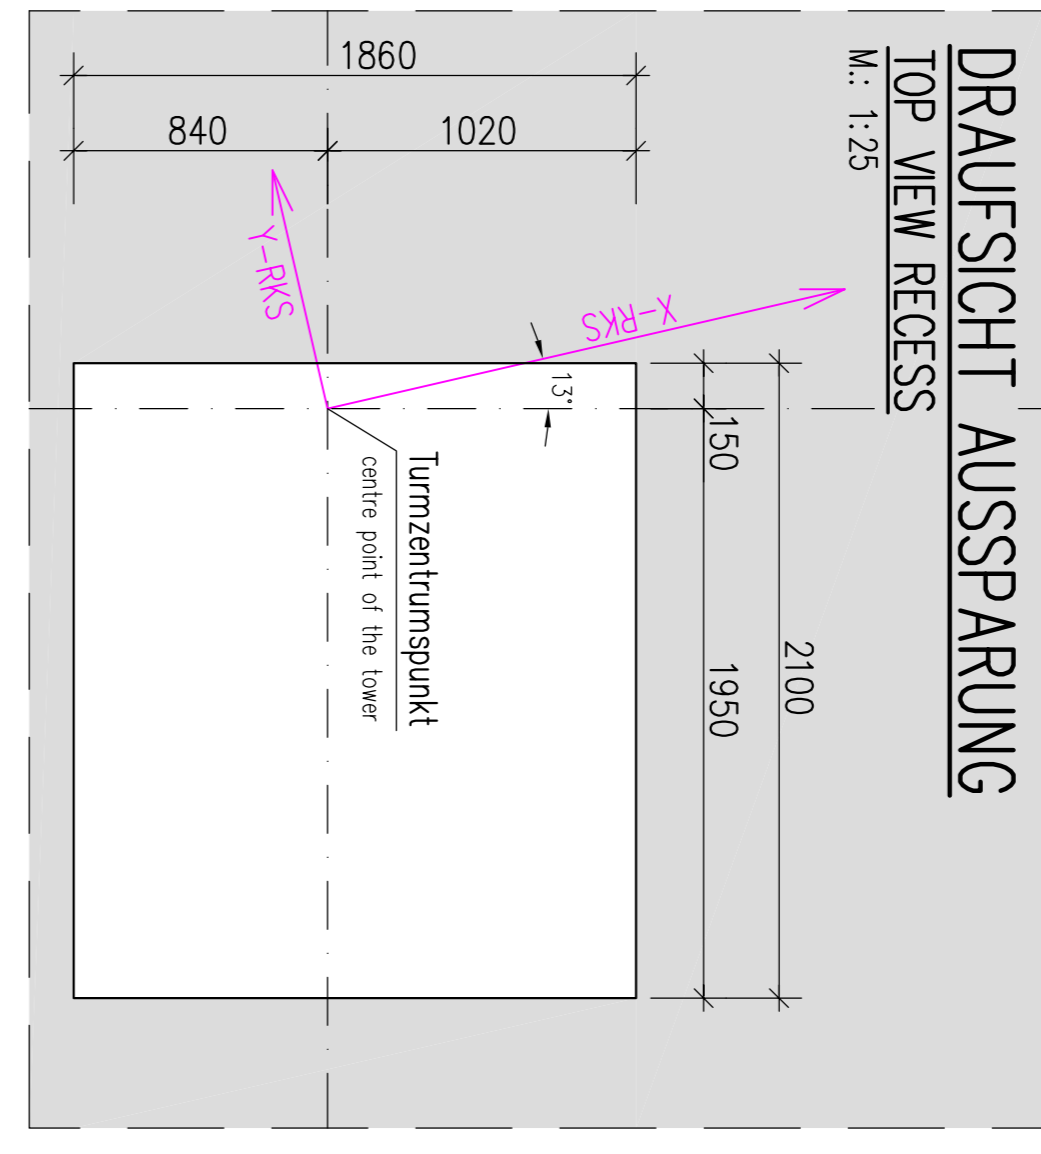 DRAUFSICHT AUSSPARUNG
TOP VIEW RECESS
M.: 1:25
1860
840
1020
Y-RKS
X-RKS
13°
150
1950
2100
Turmzentrumspunkt
centre point of the tower